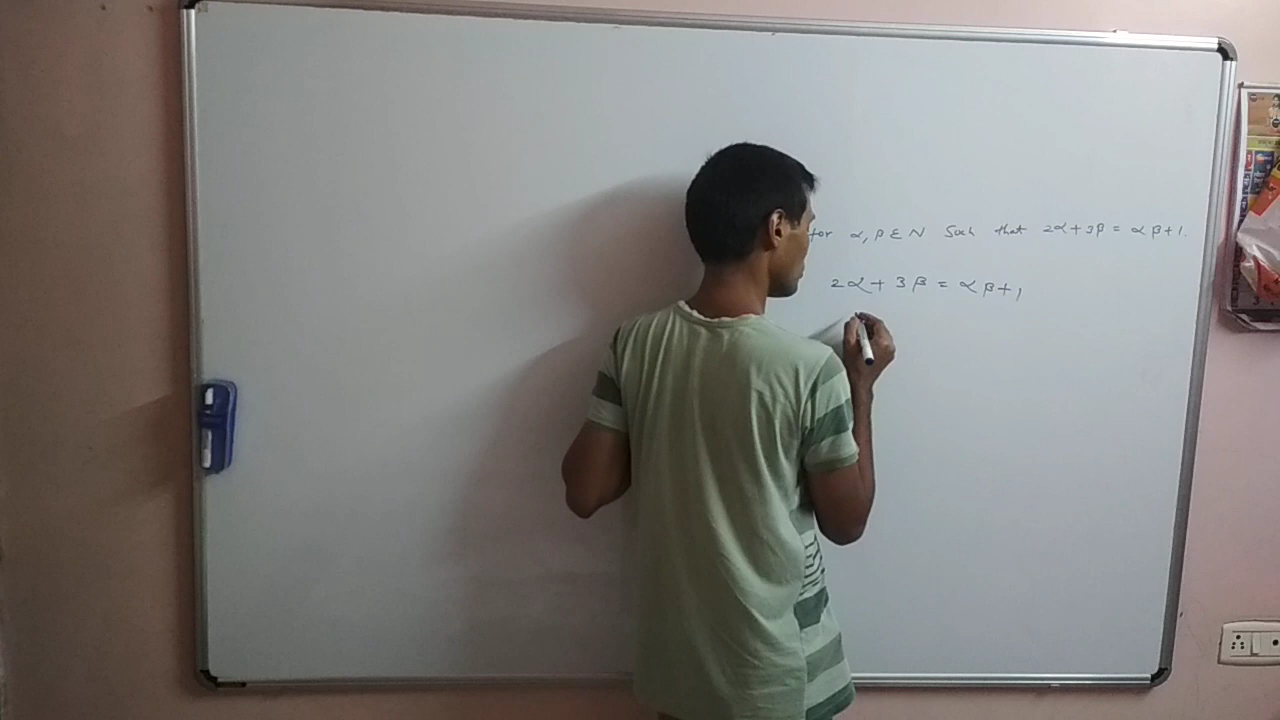 for α, β ∈ N Such that 2α + 3β = αβ + 1.
2α + 3β = αβ + 1